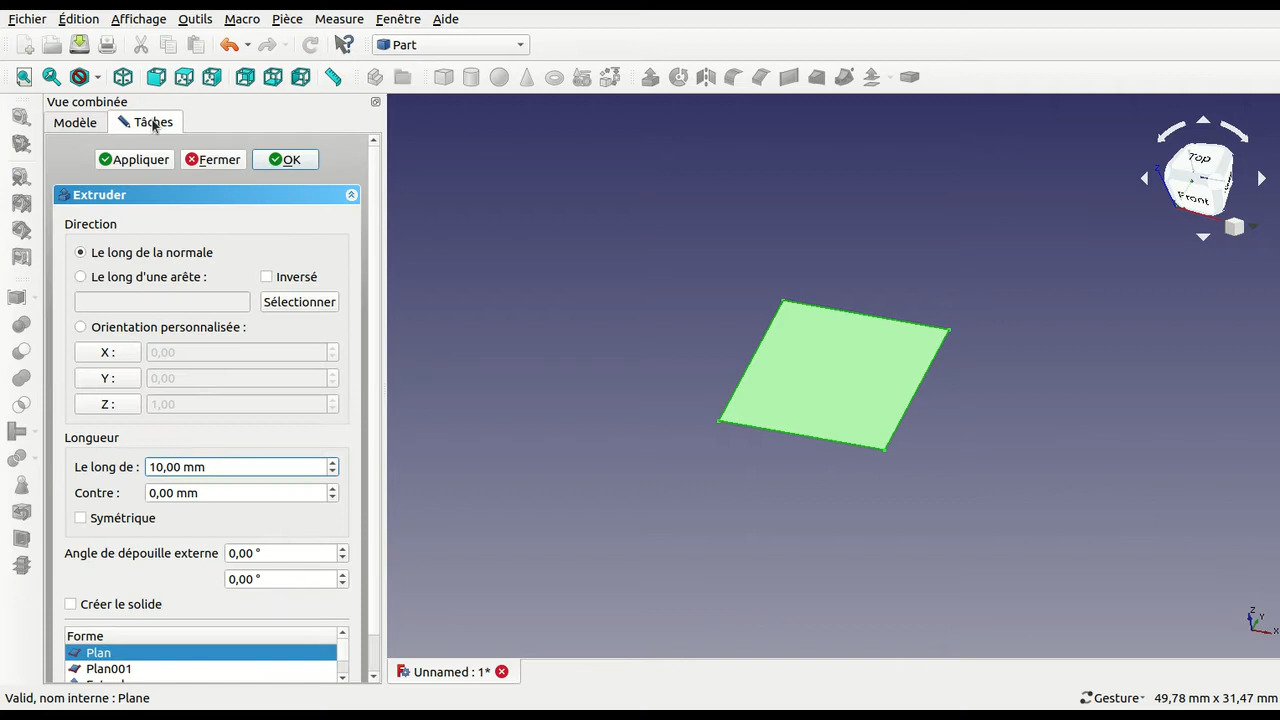 Fichier Édition Affichage Outils Macro Pièce Measure Fenêtre Aide
Part
Vue combinée
Modèle Tâches
Appliquer Fermer OK
Extruder
Direction
Le long de la normale
Le long d'une arête : Inversé
Sélectionner
Orientation personnalisée :
X : 0,00
Y : 0,00
Z : 1,00
Longueur
Le long de : 10,00 mm
Contre : 0,00 mm
Symétrique
Angle de dépouille externe 0,00 °
0,00 °
Créer le solide
Forme
Plan
Plan001
Top
Front
Z
Z Y
X
Unnamed : 1*
Valid, nom interne : Plane
Gesture 49,78 mm x 31,47 mm